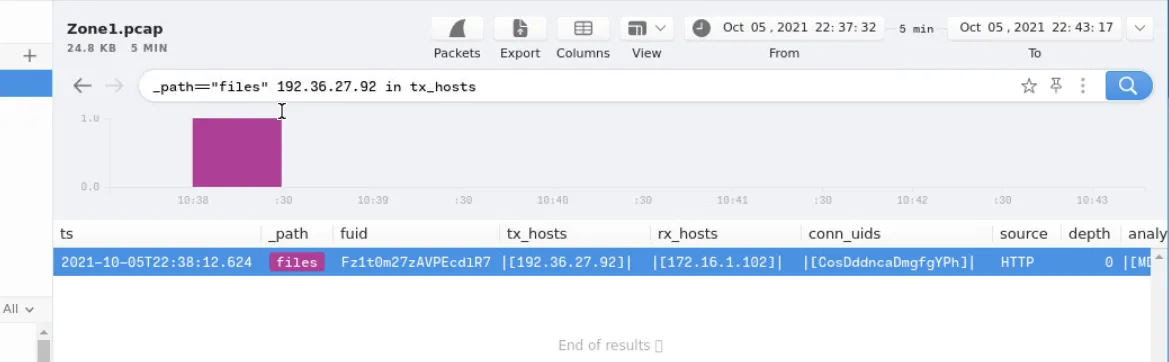 Zone1.pcap
24.8 KB 5 MIN
Packets
Export
Columns
View
Oct 05 , 2021 22: 37: 32
From
5 min
Oct 05 , 2021 22: 43: 17
To
_path=="files" 192.36.27.92 in tx_hosts
1.0
0.0
10:38 :30 10:39 :30 10:40 :30 10:41 :30 10:42 :30 10:43
ts _path fuid tx_hosts rx_hosts conn_uids source depth analy
2021-10-05T22:38:12.624 files Fz1t0m27zAVPEcdlR7 |[192.36.27.92]| |[172.16.1.102]| |[CosDddncaDmgfgYPh]| HTTP 0 |[MD
All
End of results